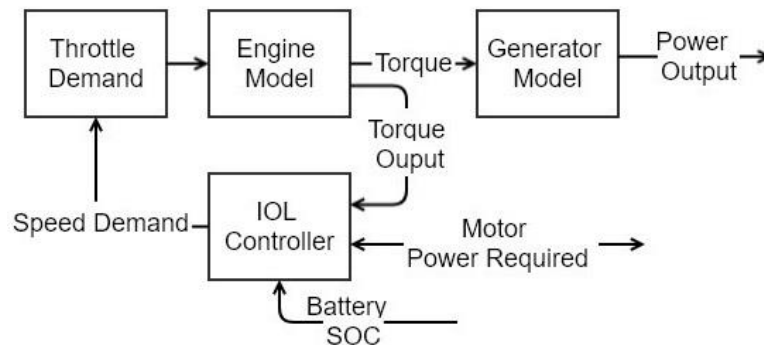 Throttle
Demand
Engine
Model
Torque
Generator
Model
Power
Output
Torque
Ouput
Speed Demand
IOL
Controller
Motor
Power Required
Battery
SOC